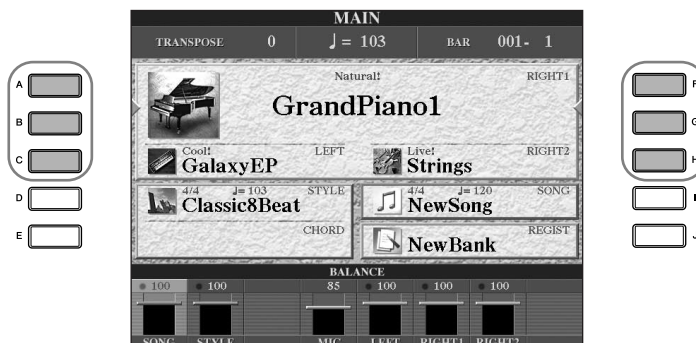 MAIN
TRANSPOSE 0 ♩= 103 BAR 001- 1
Natural! RIGHT1
GrandPiano1
Cool! LEFT Live! RIGHT2
GalaxyEP Strings
4/4 ♩= 103 STYLE 4/4 ♩= 120 SONG
Classic8Beat NewSong
CHORD REGIST
NewBank
BALANCE
100 100 85 100 100 100
SONG STYLE MIC LEFT RIGHT1 RIGHT2
A
B
C
D
E
F
G
H
I
J